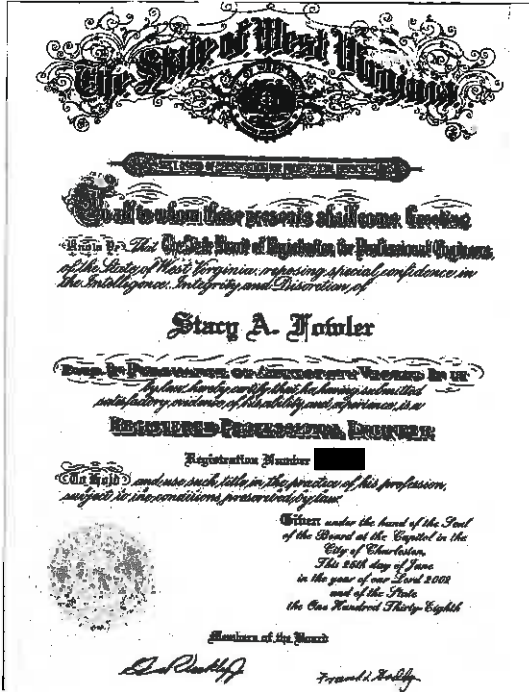 The State of West Virginia
To all to whom these presents shall come, Greeting
Know Ye That The State Board of Registration for Professional Engineers,
of the State of West Virginia, reposing special confidence in
the Intelligence, Integrity and Discretion, of
Stacy A. Fowler
Does, In Pursuance of Authority Vested In it
by law, hereby certify that he, having submitted
satisfactory evidence, of his ability, and experience, is a
Registered Professional Engineer
Registration Number
To Hold and use such, title, in the practice of his profession,
subject to the conditions prescribed by law.
Given under the hand of the Seal
of the Board at the Capitol in the
City of Charleston,
This 25th day of June
in the year of our Lord 2002
and of the State
the One Hundred Thirty-Eighth
Members of the Board